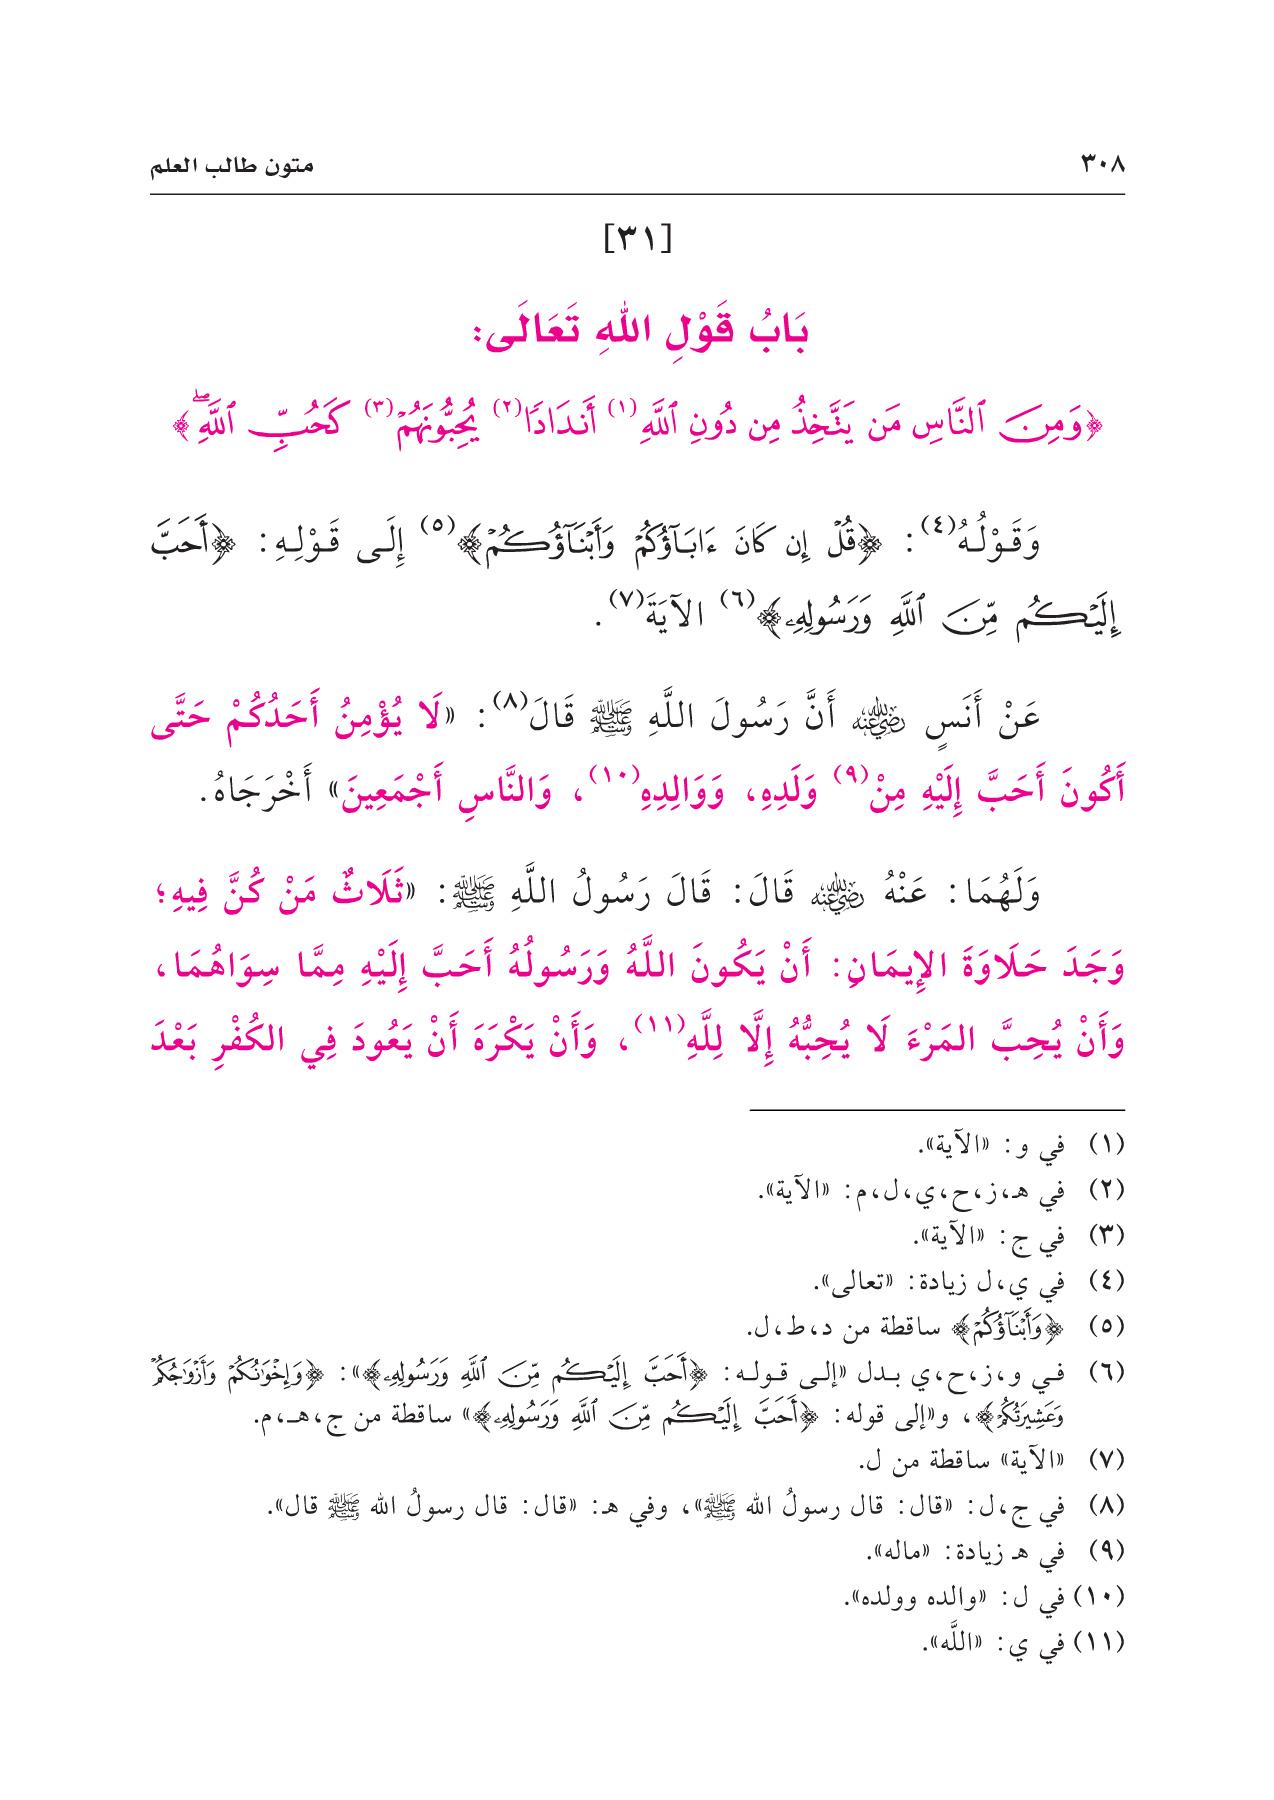 ٣٠٨ متون طالب العلم
[٣١]
بَابُ قَوْلِ اللهِ تَعَالَى:
﴿وَمِنَ ٱلنَّاسِ مَن يَتَّخِذُ مِن دُونِ ٱللَّهِ(١) أَندَادٗا(٢) يُحِبُّونَهُمۡ(٣) كَحُبِّ ٱللَّهِۖ﴾
وَقَوْلُهُ(٤): ﴿قُلۡ إِن كَانَ ءَابَآؤُكُمۡ وَأَبۡنَآؤُكُمۡ﴾(٥) إِلَى قَوْلِهِ: ﴿أَحَبَّ
إِلَيۡكُم مِّنَ ٱللَّهِ وَرَسُولِهِۦ﴾(٦) الآيَةَ(٧).
عَنْ أَنَسٍ رضي الله عنه أَنَّ رَسُولَ اللَّهِ ﷺ قَالَ(٨): «لَا يُؤْمِنُ أَحَدُكُمْ حَتَّى
أَكُونَ أَحَبَّ إِلَيْهِ مِنْ(٩) وَلَدِهِ، وَوَالِدِهِ(١٠)، وَالنَّاسِ أَجْمَعِينَ» أَخْرَجَاهُ.
وَلَهُمَا: عَنْهُ رضي الله عنه قَالَ: قَالَ رَسُولُ اللَّهِ ﷺ: «ثَلَاثٌ مَنْ كُنَّ فِيهِ؛
وَجَدَ حَلَاوَةَ الإِيمَانِ: أَنْ يَكُونَ اللَّهُ وَرَسُولُهُ أَحَبَّ إِلَيْهِ مِمَّا سِوَاهُمَا،
وَأَنْ يُحِبَّ المَرْءَ لَا يُحِبُّهُ إِلَّا لِلَّهِ(١١)، وَأَنْ يَكْرَهَ أَنْ يَعُودَ فِي الكُفْرِ بَعْدَ
(١) في و: «الآية».
(٢) في هـ،ز،ح،ي،ل،م: «الآية».
(٣) في ج: «الآية».
(٤) في ي،ل زيادة: «تعالى».
(٥) ﴿وَأَبۡنَآؤُكُمۡ﴾ ساقطة من د،ط،ل.
(٦) في و،ز،ح،ي بدل «إلى قوله: ﴿أَحَبَّ إِلَيۡكُم مِّنَ ٱللَّهِ وَرَسُولِهِۦ﴾»: ﴿وَإِخۡوَٰنُكُمۡ وَأَزۡوَٰجُكُمۡ
وَعَشِيرَتُكُمۡ﴾، و«إلى قوله: ﴿أَحَبَّ إِلَيۡكُم مِّنَ ٱللَّهِ وَرَسُولِهِۦ﴾» ساقطة من ج،هـ،م.
(٧) «الآية» ساقطة من ل.
(٨) في ج،ل: «قال: قال رسولُ الله ﷺ»، وفي هـ: «قال: قال رسولُ الله ﷺ قال».
(٩) في هـ زيادة: «ماله».
(١٠) في ل: «والده وولده».
(١١) في ي: «اللَّه».